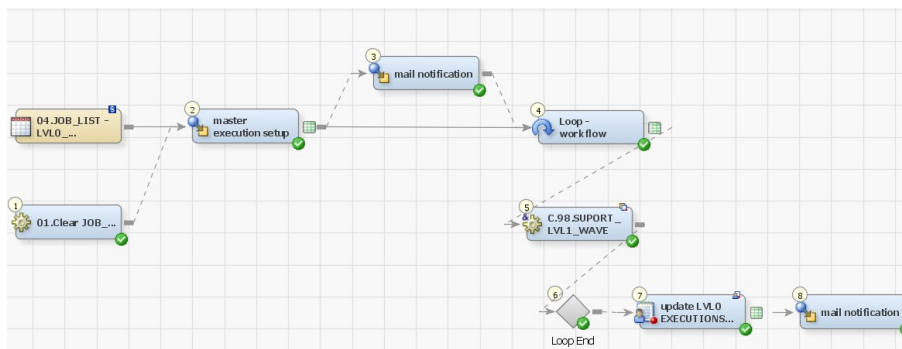 3
mail notification
04.JOB_LIST -
LVL0_...
S
2
master
execution setup
4
Loop -
workflow
1
01.Clear JOB_...
5
&
C.98.SUPORT_
LVL1_WAVE
6
Loop End
7
update LVL0
EXECUTIONS...
8
mail notification